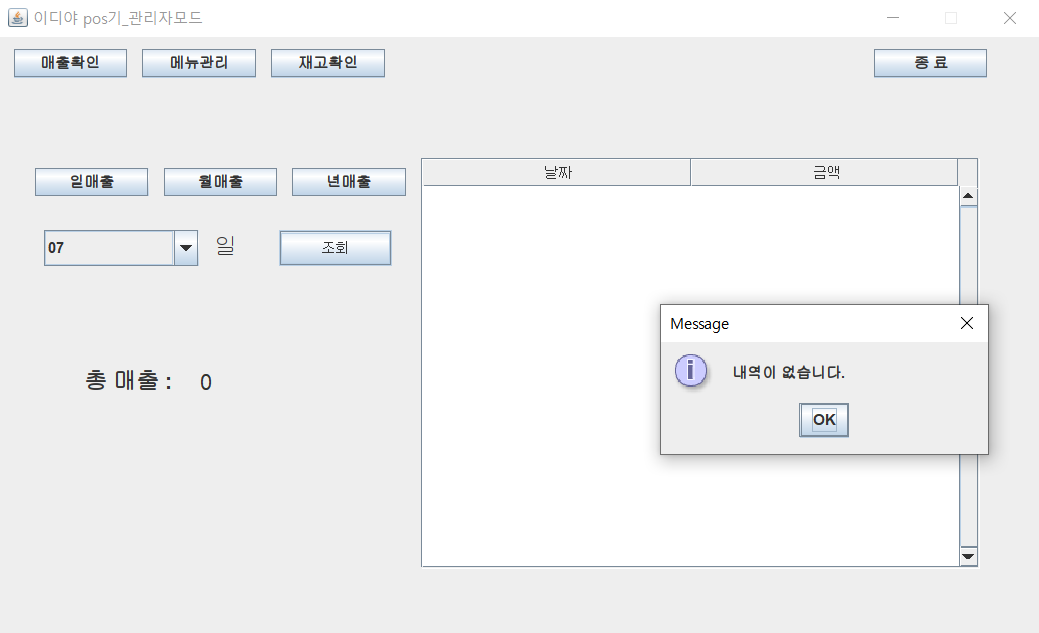 이디야 pos기_관리자모드
매출확인 메뉴관리 재고확인 종 료
일매출 월매출 년매출
날짜 금액
07 일 조회
Message
내역이 없습니다.
OK
총 매출 : 0